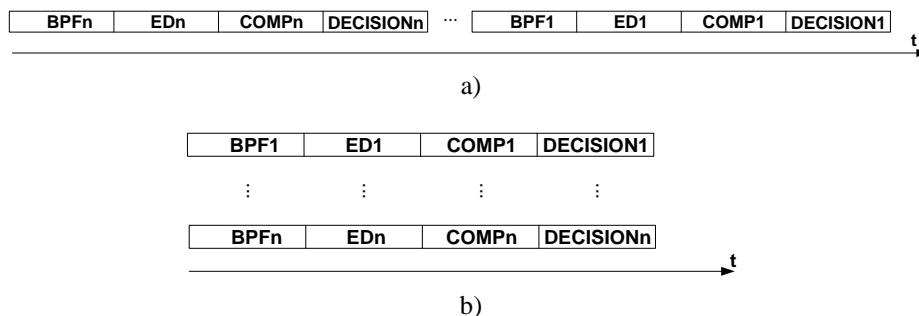 BPFn EDn COMPn DECISIONn ... BPF1 ED1 COMP1 DECISION1
t
a)
BPF1 ED1 COMP1 DECISION1
⋮ ⋮ ⋮ ⋮
BPFn EDn COMPn DECISIONn
t
b)